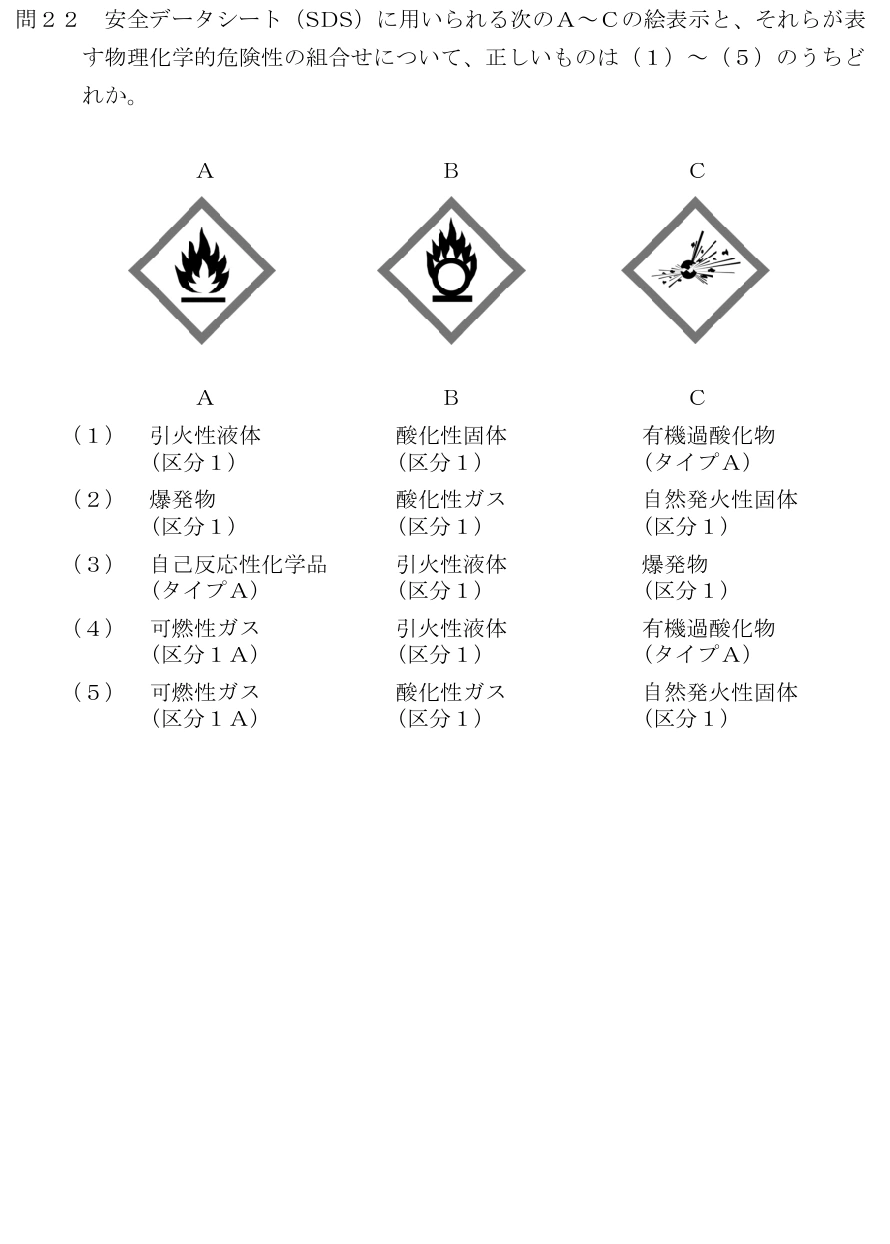 問２２　安全データシート（SDS）に用いられる次のＡ～Ｃの絵表示と、それらが表
す物理化学的危険性の組合せについて、正しいものは（１）～（５）のうちど
れか。
Ａ　Ｂ　Ｃ
Ａ　Ｂ　Ｃ
（１）　引火性液体　酸化性固体　有機過酸化物
（区分１）　（区分１）　（タイプＡ）
（２）　爆発物　酸化性ガス　自然発火性固体
（区分１）　（区分１）　（区分１）
（３）　自己反応性化学品　引火性液体　爆発物
（タイプＡ）　（区分１）　（区分１）
（４）　可燃性ガス　引火性液体　有機過酸化物
（区分１Ａ）　（区分１）　（タイプＡ）
（５）　可燃性ガス　酸化性ガス　自然発火性固体
（区分１Ａ）　（区分１）　（区分１）